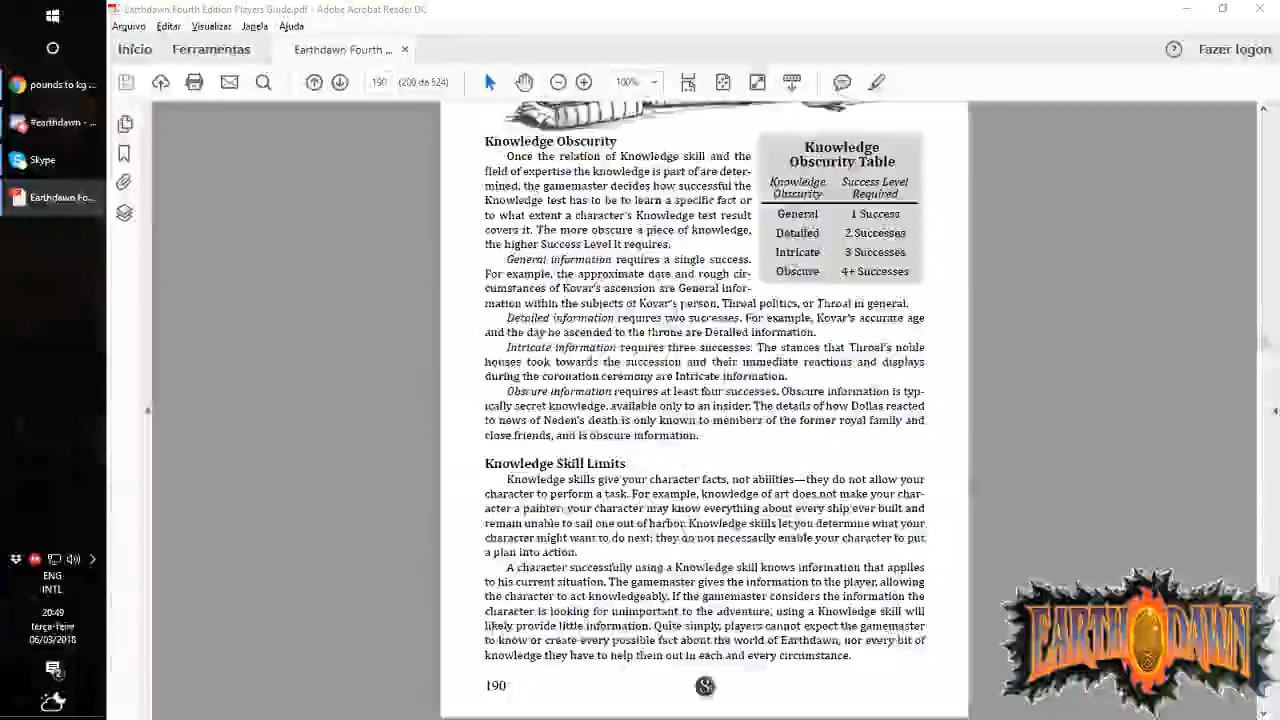 Earthdawn Fourth Edition Players Guide.pdf - Adobe Acrobat Reader DC
Arquivo Editar Visualizar Janela Ajuda
Início Ferramentas Earthdawn Fourth ... × Fazer logon
190 (200 de 524) 100%
pounds to kg ...
#earthdawn - ...
Skype
Earthdawn Fo...
Knowledge Obscurity
Once the relation of Knowledge skill and the
field of expertise the knowledge is part of are deter-
mined, the gamemaster decides how successful the
Knowledge test has to be to learn a specific fact or
to what extent a character's Knowledge test result
covers it. The more obscure a piece of knowledge,
the higher Success Level it requires.
General information requires a single success.
For example, the approximate date and rough cir-
cumstances of Kovar's ascension are General infor-
mation within the subjects of Kovar's person, Throal politics, or Throal in general.
Knowledge
Obscurity Table
Knowledge Success Level
Obscurity Required
General 1 Success
Detailed 2 Successes
Intricate 3 Successes
Obscure 4+ Successes
Detailed information requires two successes. For example, Kovar's accurate age
and the day he ascended to the throne are Detailed information.
Intricate information requires three successes. The stances that Throal's noble
houses took towards the succession and their immediate reactions and displays
during the coronation ceremony are Intricate information.
Obscure information requires at least four successes. Obscure information is typ-
ically secret knowledge, available only to an insider. The details of how Dollas reacted
to news of Neden's death is only known to members of the former royal family and
close friends, and is obscure information.
Knowledge Skill Limits
Knowledge skills give your character facts, not abilities—they do not allow your
character to perform a task. For example, knowledge of art does not make your char-
acter a painter; your character may know everything about every ship ever built and
remain unable to sail one out of harbor. Knowledge skills let you determine what your
character might want to do next; they do not necessarily enable your character to put
a plan into action.
A character successfully using a Knowledge skill knows information that applies
to his current situation. The gamemaster gives the information to the player, allowing
the character to act knowledgeably. If the gamemaster considers the information the
character is looking for unimportant to the adventure, using a Knowledge skill will
likely provide little information. Quite simply, players cannot expect the gamemaster
to know or create every possible fact about the world of Earthdawn, nor every bit of
knowledge they have to help them out in each and every circumstance.
190
ENG
INTL
20:49
terça-feira
06/03/2018
EARTHDAWN